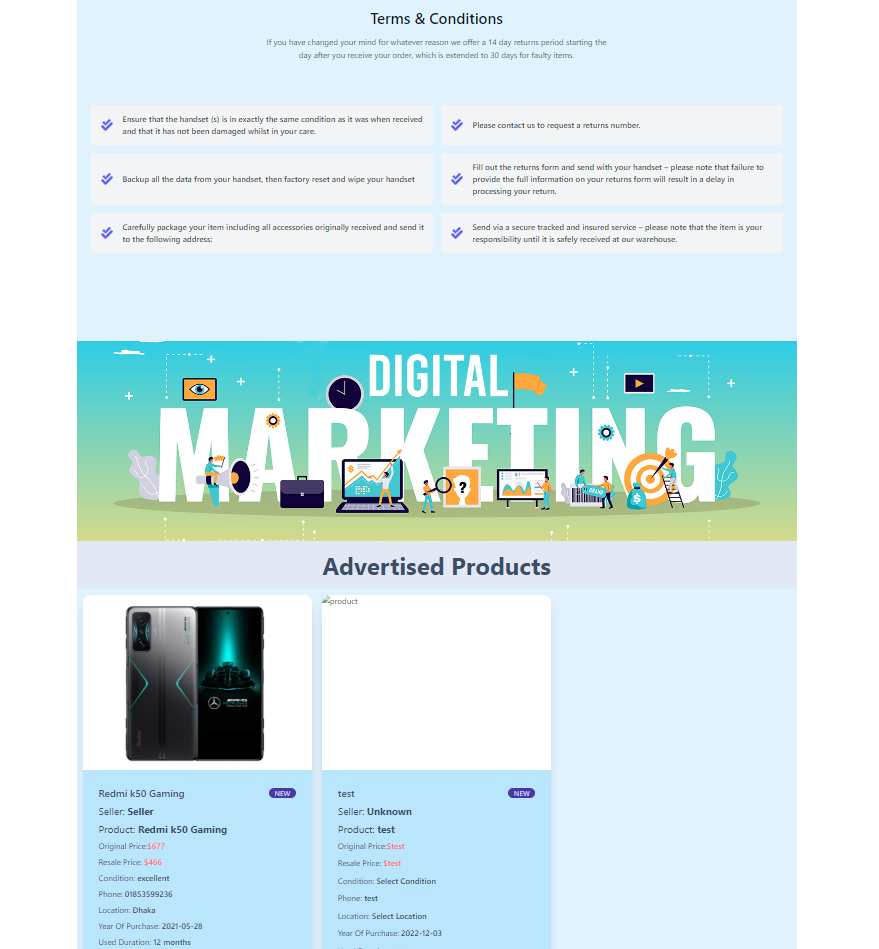 Terms & Conditions
If you have changed your mind for whatever reason we offer a 14 day returns period starting the
day after you receive your order, which is extended to 30 days for faulty items.
Ensure that the handset (s) is in exactly the same condition as it was when received
and that it has not been damaged whilst in your care.
Please contact us to request a returns number.
Backup all the data from your handset, then factory reset and wipe your handset
Fill out the returns form and send with your handset – please note that failure to
provide the full information on your returns form will result in a delay in
processing your return.
Carefully package your item including all accessories originally received and send it
to the following address:
Send via a secure tracked and insured service – please note that the item is your
responsibility until it is safely received at our warehouse.
DIGITAL
MARKETING
Advertised Products
product
Redmi k50 Gaming
NEW
Seller: Seller
Product: Redmi k50 Gaming
Original Price:$677
Resale Price: $466
Condition: excellent
Phone: 01853599236
Location: Dhaka
Year Of Purchase: 2021-05-28
Used Duration: 12 months
test
NEW
Seller: Unknown
Product: test
Original Price:$test
Resale Price: $test
Condition: Select Condition
Phone: test
Location: Select Location
Year Of Purchase: 2022-12-03